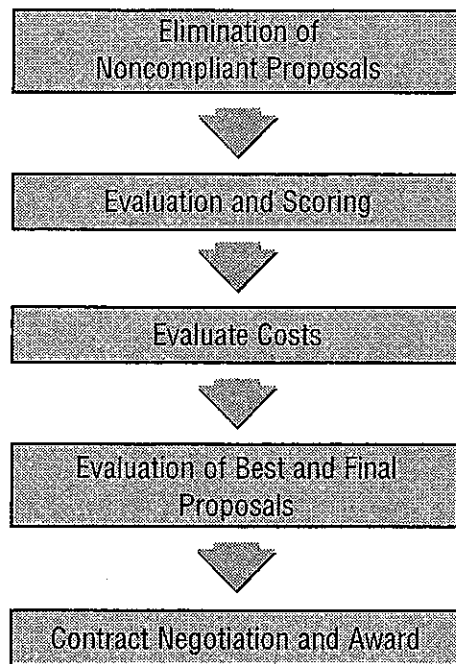 Elimination of
Noncompliant Proposals
Evaluation and Scoring
Evaluate Costs
Evaluation of Best and Final
Proposals
Contract Negotiation and Award